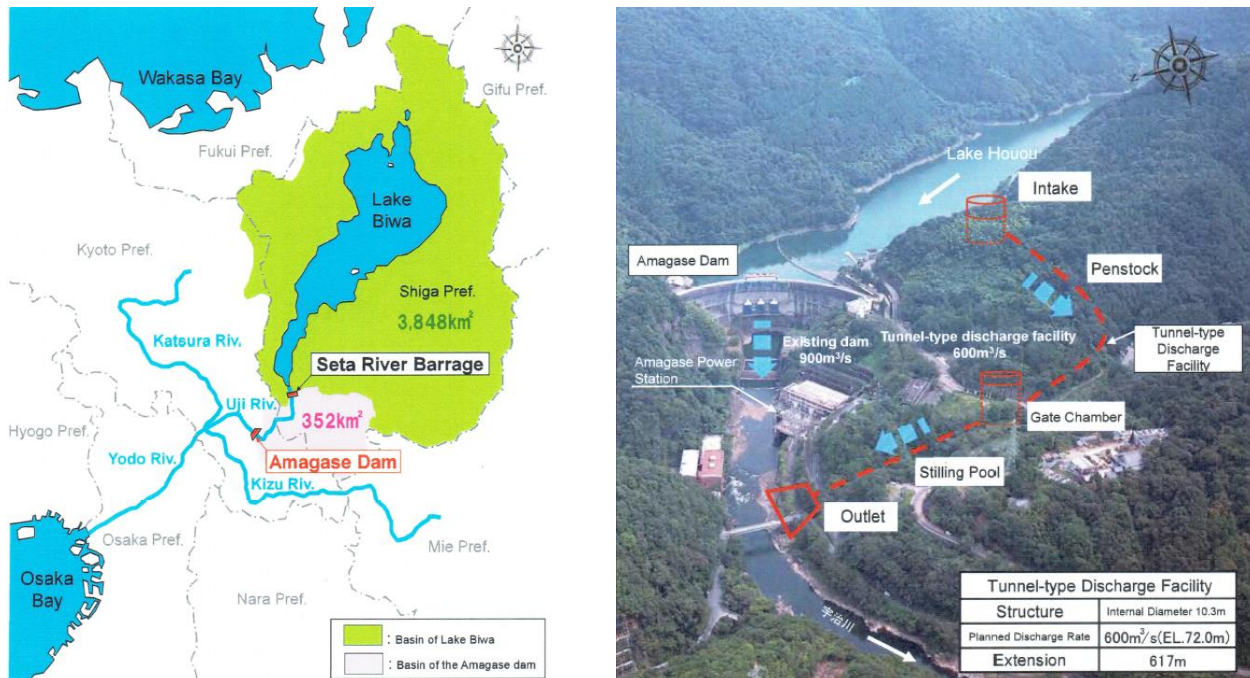 Wakasa Bay
Gifu Pref.
Fukui Pref.
Lake
Biwa
Kyoto Pref.
Shiga Pref.
3,848km²
Katsura Riv.
Seta River Barrage
Uji Riv.
352km²
Hyogo Pref.
Amagase Dam
Yodo Riv.
Kizu Riv.
Osaka Pref.
Mie Pref.
Osaka
Bay
Nara Pref.
: Basin of Lake Biwa
: Basin of the Amagase dam
Lake Houou
Intake
Amagase Dam
Penstock
Existing dam
900m³/s
Tunnel-type discharge facility
600m³/s
Tunnel-type
Discharge
Facility
Amagase Power
Station
Gate Chamber
Stilling Pool
Outlet
宇治川
Tunnel-type Discharge Facility
Structure
Internal Diameter 10.3m
Planned Discharge Rate
600m³/s(EL.72.0m)
Extension
617m